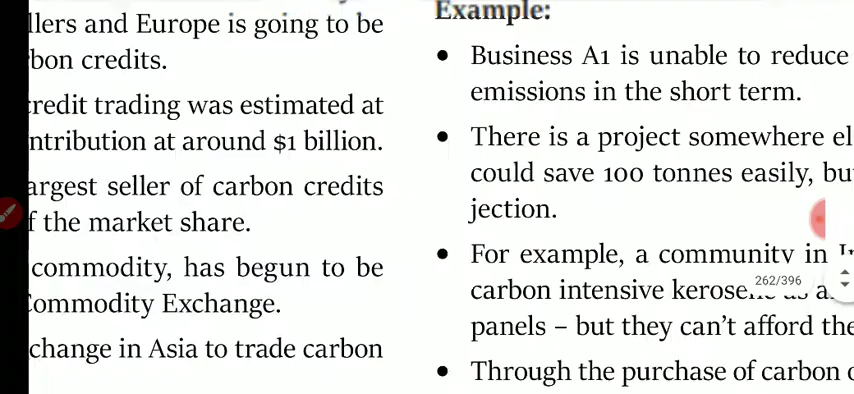 llers and Europe is going to be
bon credits.
credit trading was estimated at
ntribution at around $1 billion.
argest seller of carbon credits
f the market share.
commodity, has begun to be
Commodity Exchange.
change in Asia to trade carbon
Example:
• Business A1 is unable to reduce
emissions in the short term.
• There is a project somewhere el
could save 100 tonnes easily, bu
jection.
• For example, a community in
carbon intensive
panels – but they can't afford the
• Through the purchase of carbon
262/396